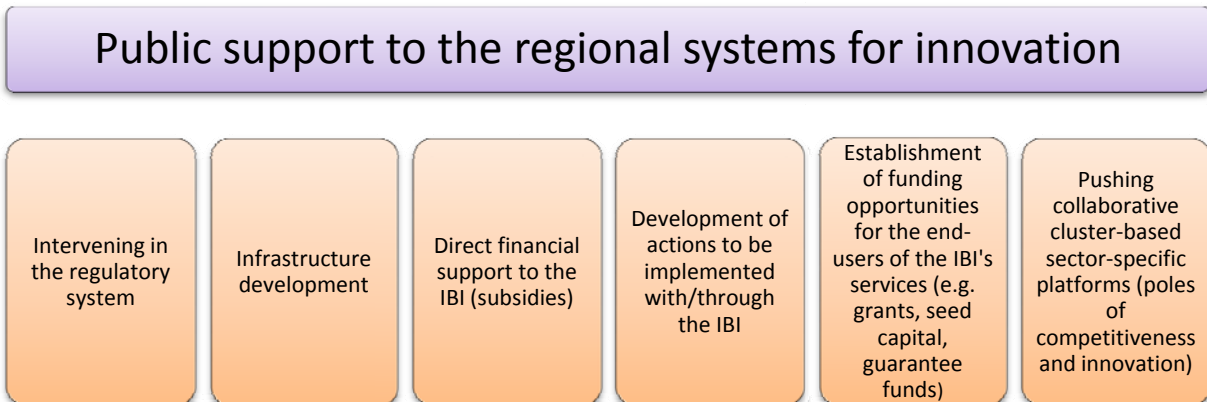 Public support to the regional systems for innovation
Intervening in
the regulatory
system
Infrastructure
development
Direct financial
support to the
IBI (subsidies)
Development of
actions to be
implemented
with/through
the IBI
Establishment
of funding
opportunities
for the end-
users of the IBI's
services (e.g.
grants, seed
capital,
guarantee
funds)
Pushing
collaborative
cluster-based
sector-specific
platforms (poles
of
competitiveness
and innovation)